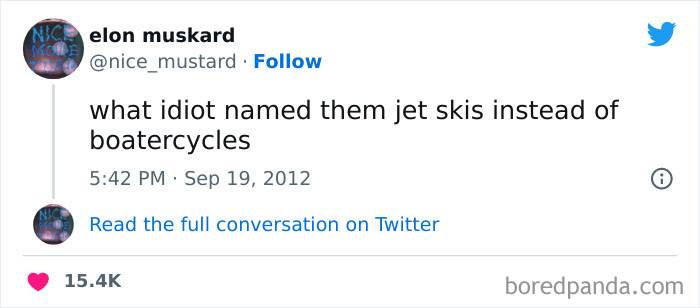 elon muskard
@nice_mustard · Follow
what idiot named them jet skis instead of
boatercycles
5:42 PM · Sep 19, 2012
Read the full conversation on Twitter
15.4K
boredpanda.com